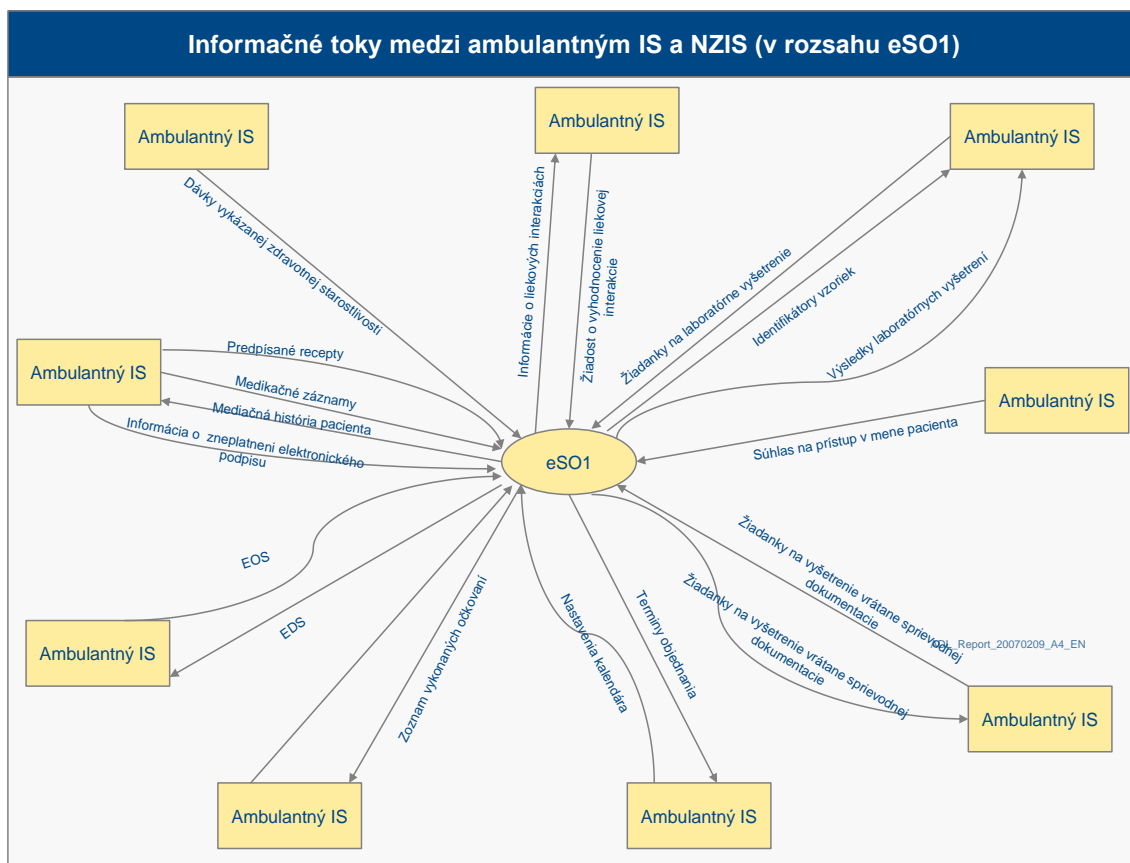 Informačné toky medzi ambulantným IS a NZIS (v rozsahu eSO1)
Ambulantný IS
Ambulantný IS
Ambulantný IS
Dávky vykázanej zdravotnej starostlivosti
Informácie o liekových interakciách
Žiadost o vyhodnocenie liekovej
interakcie
Žiadanky na laboratórne vyšetrenie
Identifikátory vzoriek
Výsledky laboratórnych vyšetrení
Ambulantný IS
Predpísané recepty
Medikačné záznamy
Mediačná história pacienta
Informácia o zneplatneni elektronického
podpisu
Ambulantný IS
Súhlas na prístup v mene pacienta
eSO1
EOS
EDS
Ambulantný IS
Zoznam vykonaných očkovaní
Nastavenia kalendára
Termíny objednania
Žiadanky na vyšetrenie vrátane sprievodnej
dokumentacie
Žiadanky na vyšetrenie vrátane sprievodnej
dokumentacie
_Report_20070209_A4_EN
Ambulantný IS
Ambulantný IS
Ambulantný IS